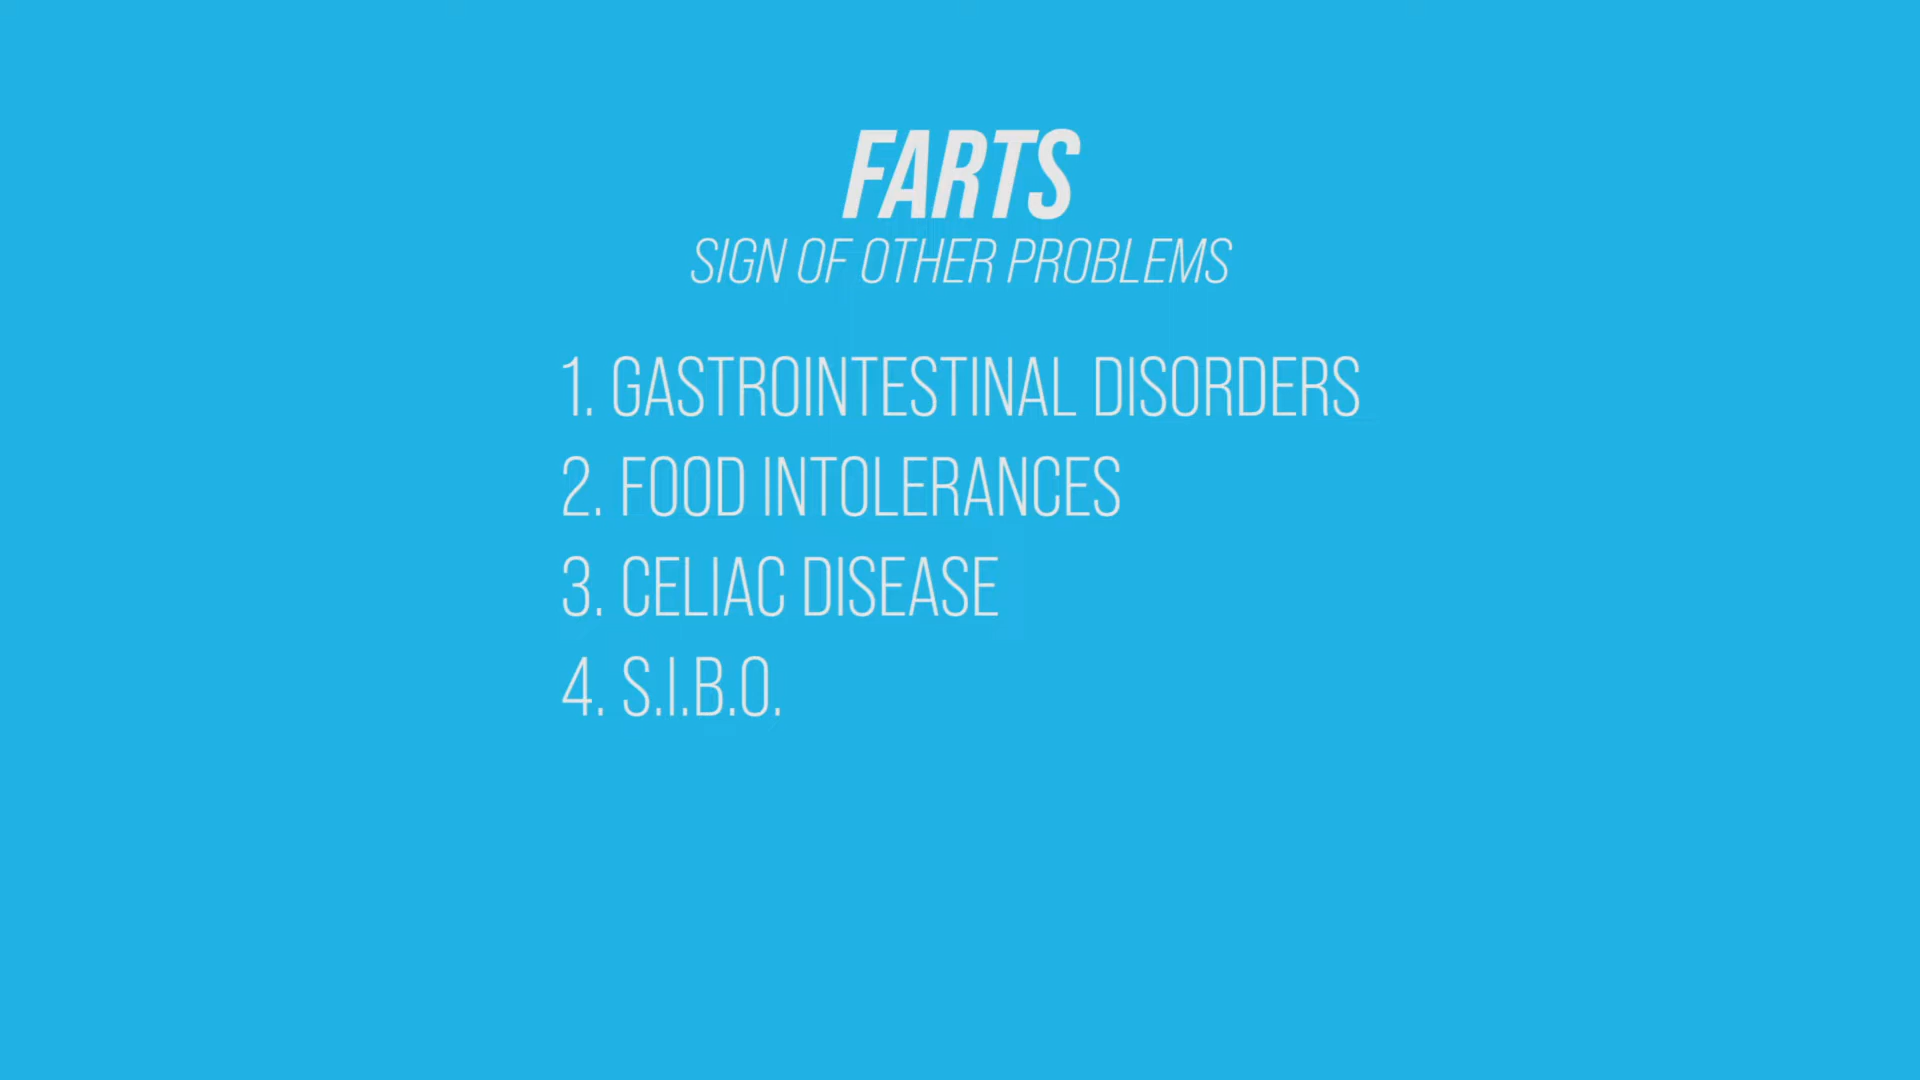 FARTS
SIGN OF OTHER PROBLEMS
1. GASTROINTESTINAL DISORDERS
2. FOOD INTOLERANCES
3. CELIAC DISEASE
4. S.I.B.O.